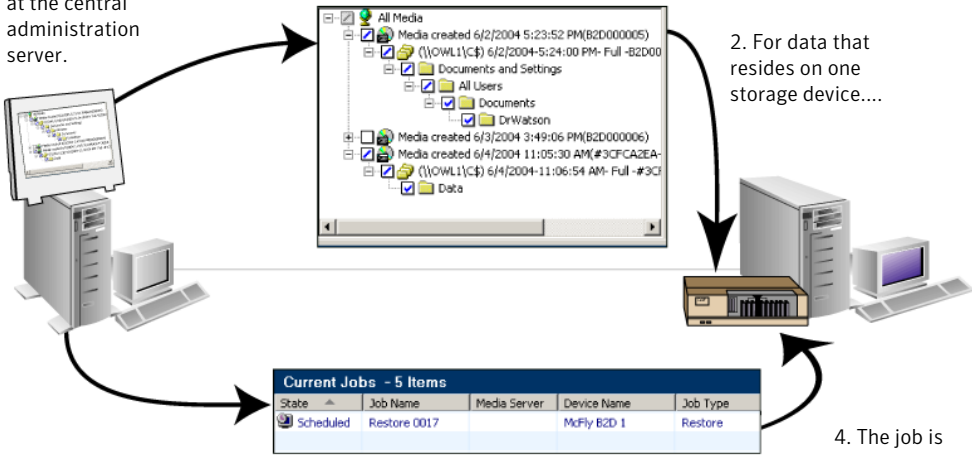 at the central
administration
server.
All Media
Media created 6/2/2004 5:23:52 PM(B2D000005)
(\\OWL1\C$) 6/2/2004-5:24:00 PM- Full -B2D00
Documents and Settings
All Users
Documents
DrWatson
Media created 6/3/2004 3:49:06 PM(B2D000006)
Media created 6/4/2004 11:05:30 AM(#3CFCA2EA-
(\\OWL1\C$) 6/4/2004-11:06:54 AM- Full -#3CF
Data
2. For data that
resides on one
storage device....
Current Jobs - 5 Items
State Job Name Media Server Device Name Job Type
Scheduled Restore 0017 McFly B2D 1 Restore
4. The job is